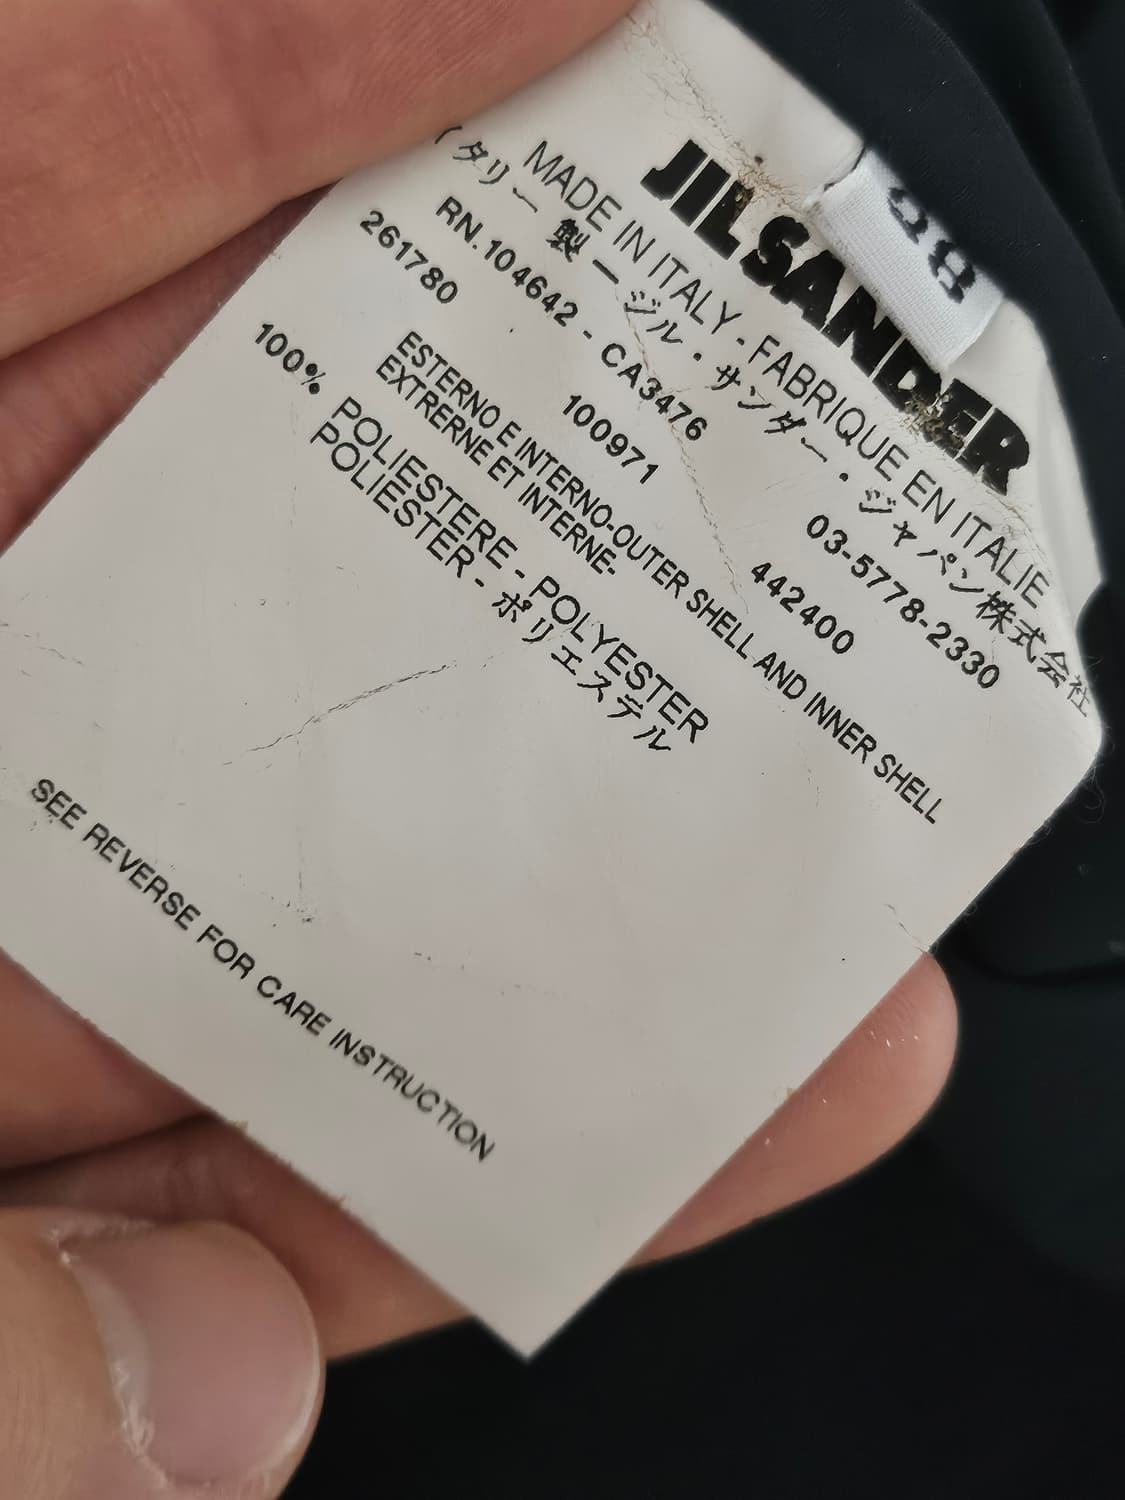 38
JIL SANDER
MADE IN ITALY - FABRIQUE EN ITALIE
イタリー 製 ー ジル・サンダー・ジャパン株式会社
RN.104642 - CA3476 03-5778-2330
261780 100971 442400
ESTERNO E INTERNO-OUTER SHELL AND INNER SHELL
EXTRERNE ET INTERNE-
100% POLIESTERE - POLYESTER
POLIESTER - ポリエステル
SEE REVERSE FOR CARE INSTRUCTION